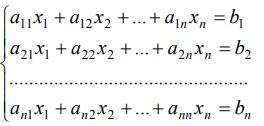 a₁₁x₁ + a₁₂x₂ + ... + a₁ₙxₙ = b₁
a₂₁x₁ + a₂₂x₂ + ... + a₂ₙxₙ = b₂
................................................
aₙ₁x₁ + aₙ₂x₂ + ... + aₙₙxₙ = bₙ